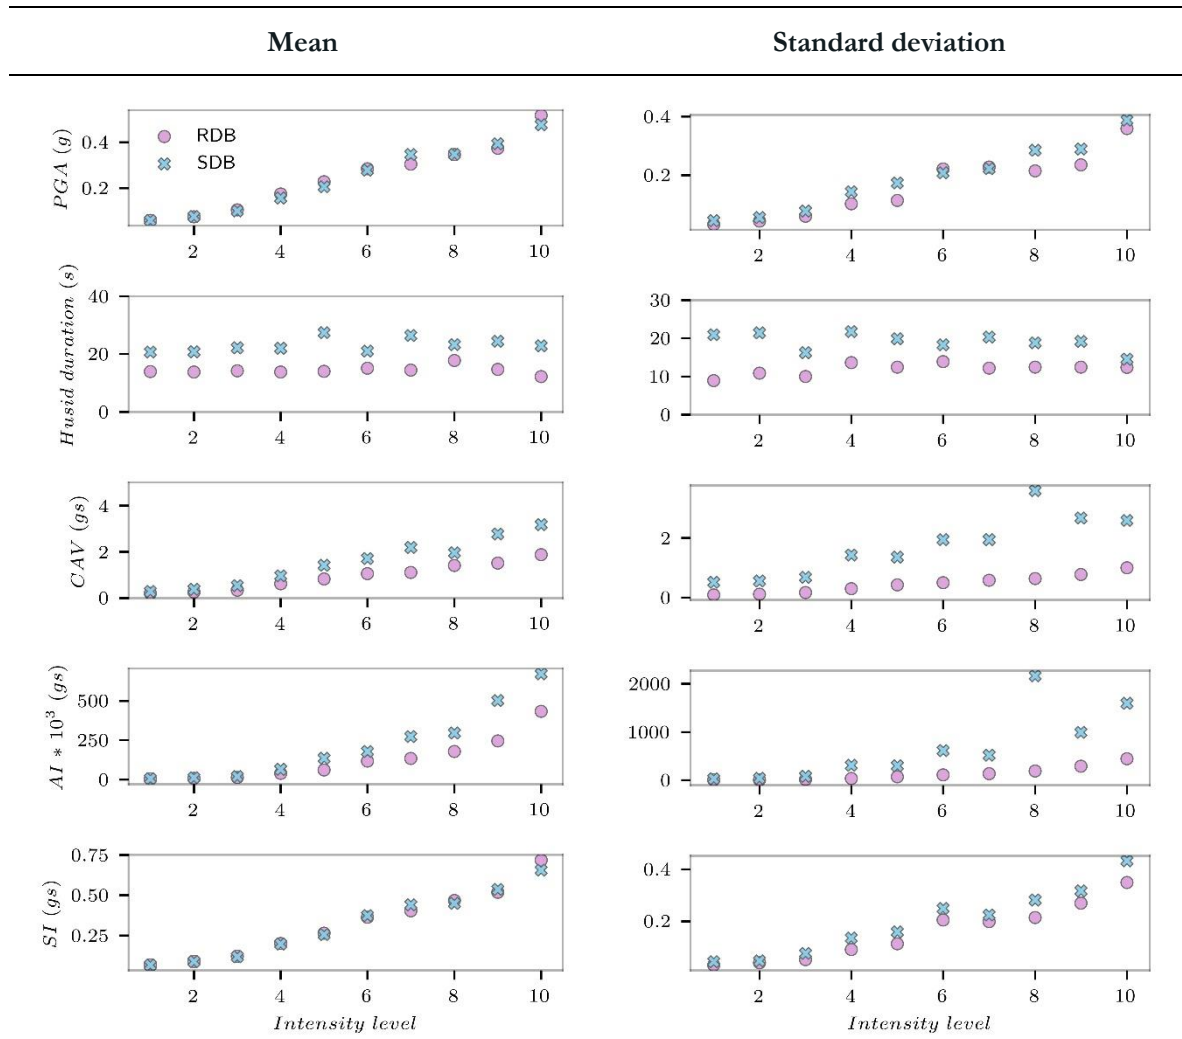 Mean Standard deviation
PGA (g)
0.4
0.2
RDB
SDB
2 4 6 8 10
0.4
0.2
2 4 6 8 10
Husid duration (s)
40
20
0
2 4 6 8 10
30
20
10
0
2 4 6 8 10
CAV (gs)
4
2
0
2 4 6 8 10
2
0
2 4 6 8 10
AI * 10³ (gs)
500
250
0
2 4 6 8 10
2000
1000
0
2 4 6 8 10
SI (gs)
0.75
0.50
0.25
2 4 6 8 10
Intensity level
0.4
0.2
2 4 6 8 10
Intensity level